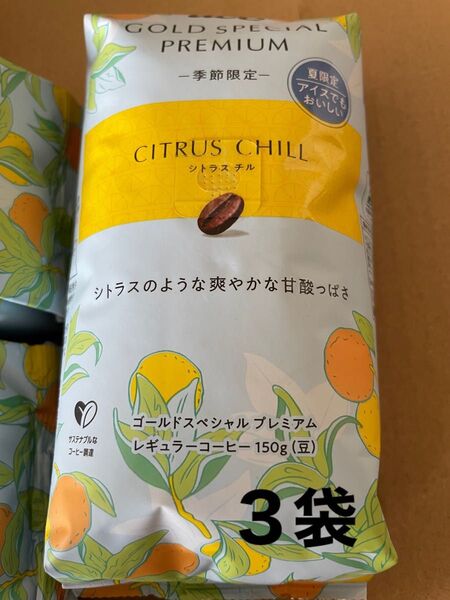 GOLD SPECIAL
PREMIUM
季節限定
夏限定
アイスでも
おいしい
CITRUS CHILL
シトラス チル
シトラスのような爽やかな甘酸っぱさ
サステナブルな
コーヒー調達
ゴールドスペシャル プレミアム
レギュラーコーヒー 150g (豆)
3袋